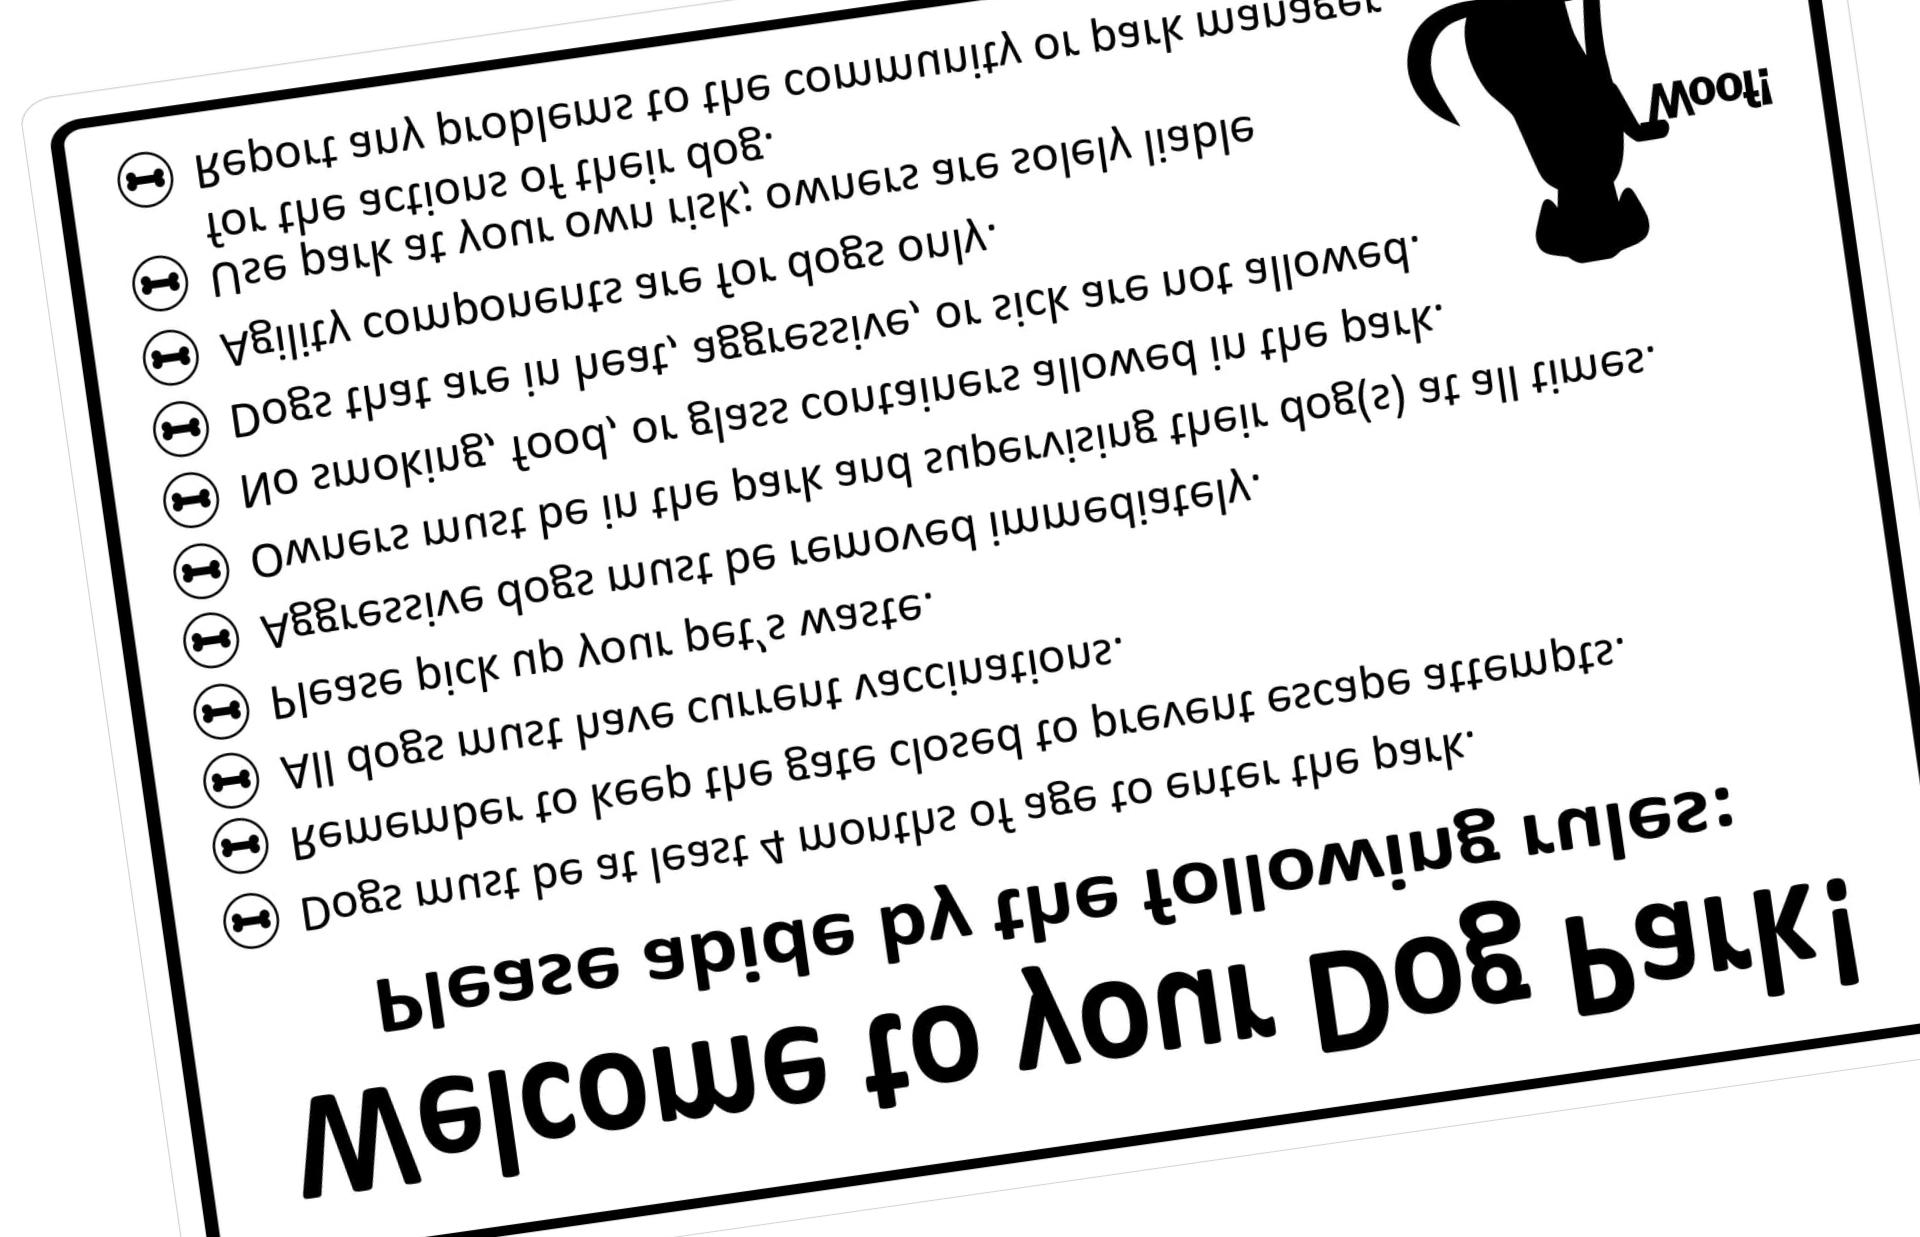 Welcome to your Dog Park!
Please abide by the following rules:
Dogs must be at least 4 months of age to enter the park.
Remember to keep the gate closed to prevent escape attempts.
All dogs must have current vaccinations.
Please pick up your pet's waste.
Aggressive dogs must be removed immediately.
Owners must be in the park and supervising their dog(s) at all times.
No smoking, food, or glass containers allowed in the park.
Dogs that are in heat, aggressive, or sick are not allowed.
Agility components are for dogs only.
Use park at your own risk; owners are solely liable
for the actions of their dog.
Report any problems to the community or park manager
Woof!